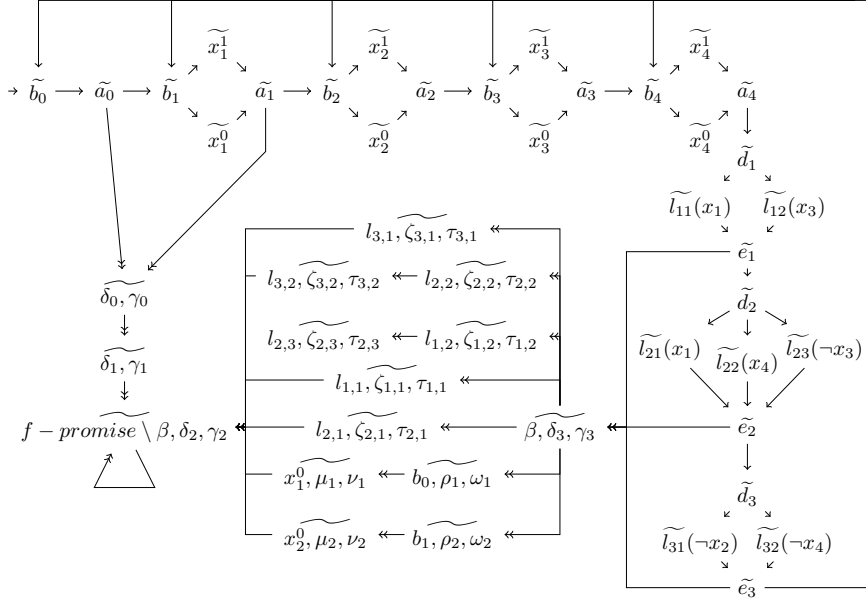 x̃₁¹ x̃₂¹ x̃₃¹ x̃₄¹
b̃₀ ã₀ b̃₁ ã₁ b̃₂ ã₂ b̃₃ ã₃ b̃₄ ã₄
x̃₁⁰ x̃₂⁰ x̃₃⁰ x̃₄⁰
d̃₁
l̃₁₁(x₁) l̃₁₂(x₃)
l₃,₁, ζ₃,₁, τ₃,₁
ẽ₁
l₃,₂, ζ₃,₂, τ₃,₂ l₂,₂, ζ₂,₂, τ₂,₂
δ₀, γ₀
d̃₂
l₂,₃, ζ₂,₃, τ₂,₃ l₁,₂, ζ₁,₂, τ₁,₂
l̃₂₁(x₁) l̃₂₂(x₄) l̃₂₃(¬x₃)
δ₁, γ₁
l₁,₁, ζ₁,₁, τ₁,₁
f − promise \ β, δ₂, γ₂ l₂,₁, ζ₂,₁, τ₂,₁ β, δ₃, γ₃ ẽ₂
x₁⁰, μ₁, ν₁ b₀, ρ₁, ω₁
d̃₃
x₂⁰, μ₂, ν₂ b₁, ρ₂, ω₂
l̃₃₁(¬x₂) l̃₃₂(¬x₄)
ẽ₃